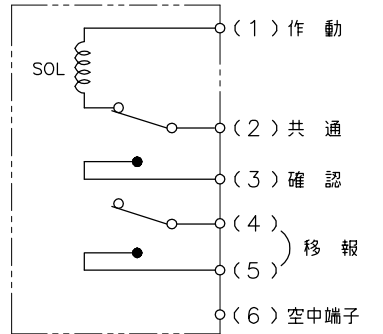 (1)作 動
SOL
(2)共 通
(3)確 認
(4)
移 報
(5)
(6)空中端子